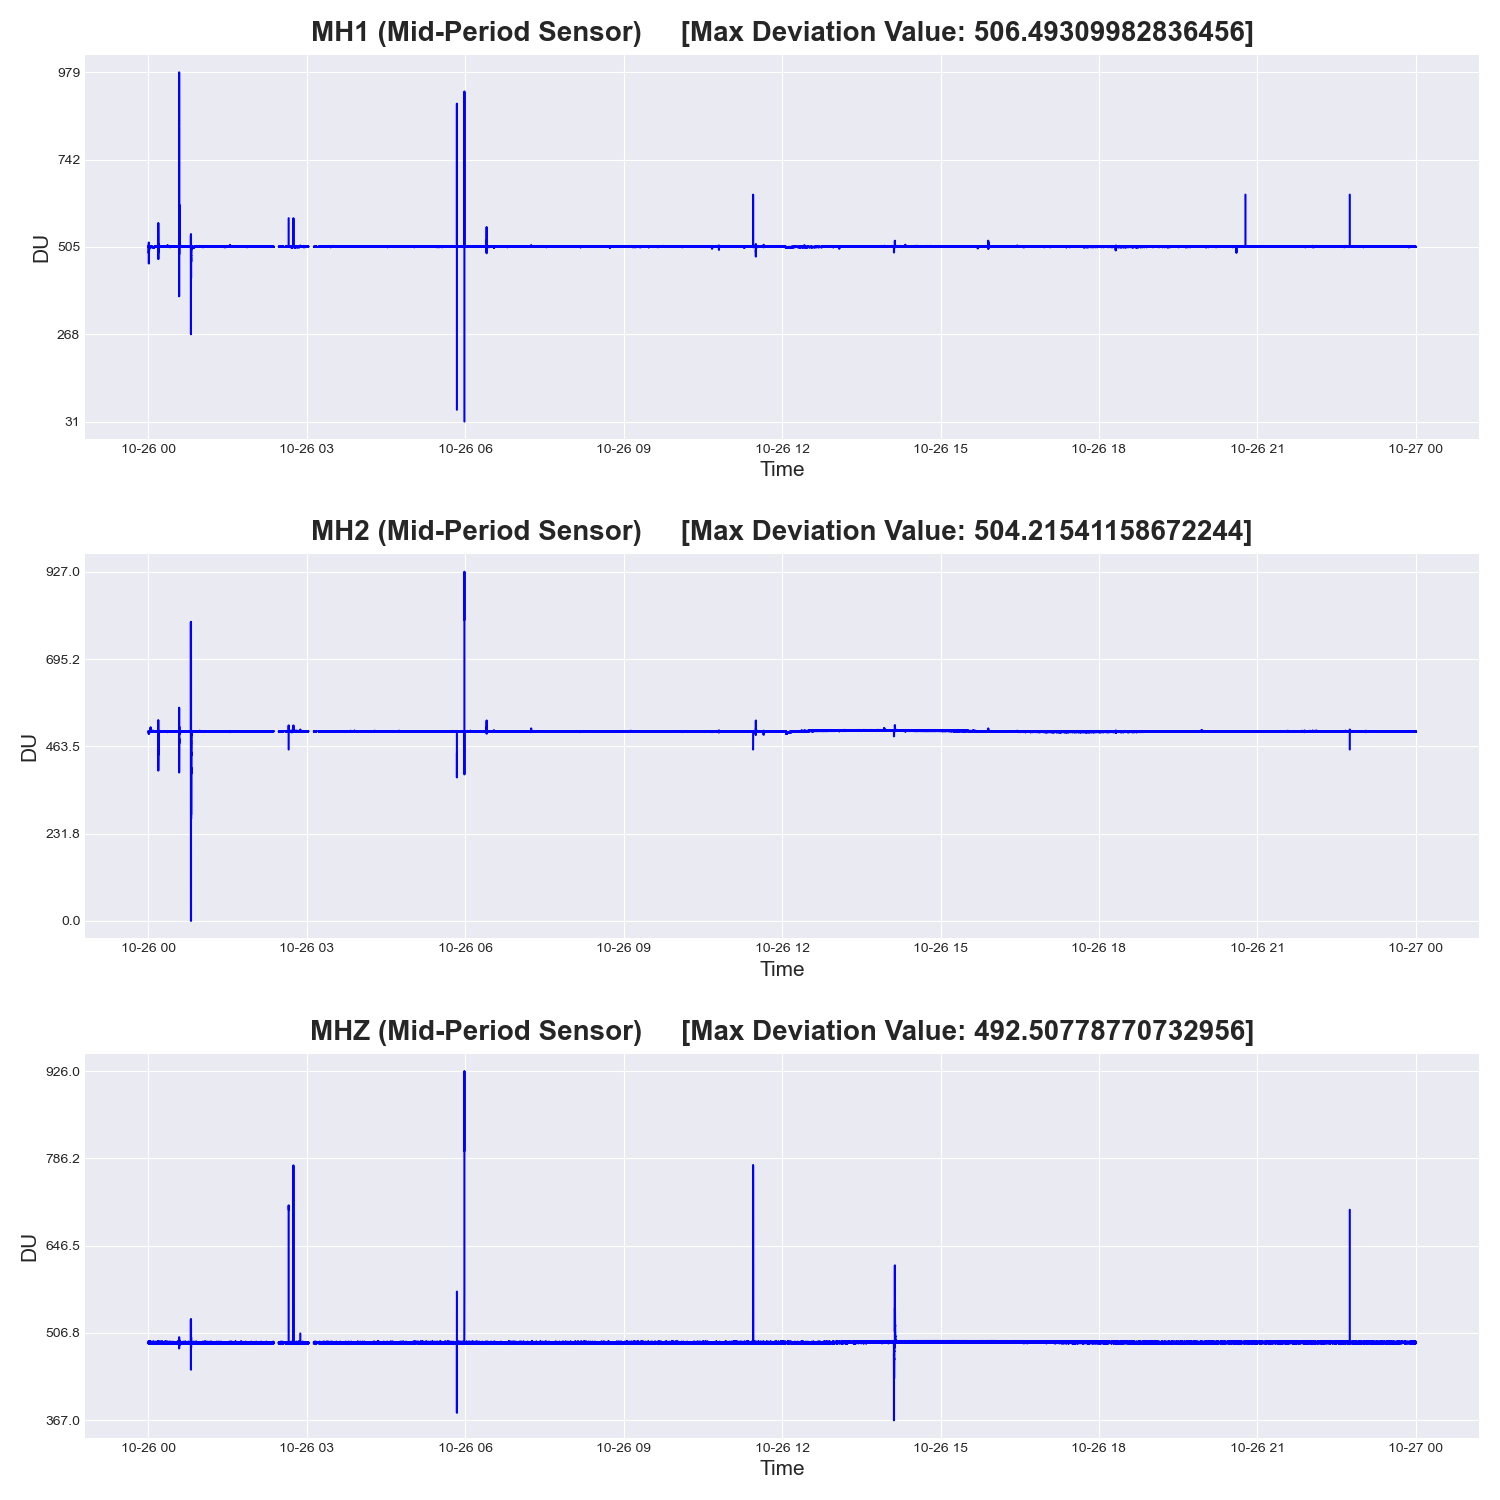 MH1 (Mid-Period Sensor) [Max Deviation Value: 506.49309982836456]
979
742
505
268
31
DU
10-26 00 10-26 03 10-26 06 10-26 09 10-26 12 10-26 15 10-26 18 10-26 21 10-27 00
Time
MH2 (Mid-Period Sensor) [Max Deviation Value: 504.21541158672244]
927.0
695.2
463.5
231.8
0.0
DU
10-26 00 10-26 03 10-26 06 10-26 09 10-26 12 10-26 15 10-26 18 10-26 21 10-27 00
Time
MHZ (Mid-Period Sensor) [Max Deviation Value: 492.50778770732956]
926.0
786.2
646.5
506.8
367.0
DU
10-26 00 10-26 03 10-26 06 10-26 09 10-26 12 10-26 15 10-26 18 10-26 21 10-27 00
Time